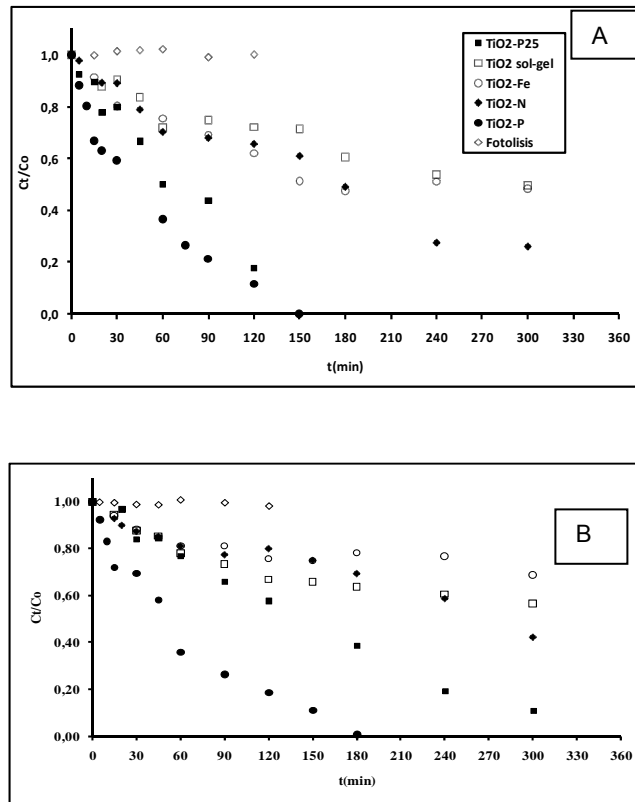 A
TiO2-P25
TiO2 sol-gel
TiO2-Fe
TiO2-N
TiO2-P
Fotolisis
1,0
0,8
0,6
0,4
0,2
0,0
Ct/Co
0 30 60 90 120 150 180 210 240 270 300 330 360
t(min)
B
1,00
0,80
0,60
0,40
0,20
0,00
Ct/Co
0 30 60 90 120 150 180 210 240 270 300 330 360
t(min)